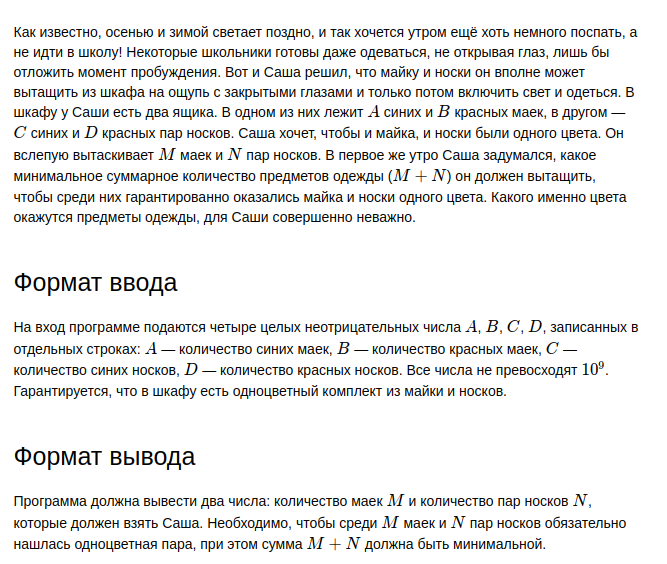 Как известно, осенью и зимой светает поздно, и так хочется утром ещё хоть немного поспать, а
не идти в школу! Некоторые школьники готовы даже одеваться, не открывая глаз, лишь бы
отложить момент пробуждения. Вот и Саша решил, что майку и носки он вполне может
вытащить из шкафа на ощупь с закрытыми глазами и только потом включить свет и одеться. В
шкафу у Саши есть два ящика. В одном из них лежит A синих и B красных маек, в другом —
C синих и D красных пар носков. Саша хочет, чтобы и майка, и носки были одного цвета. Он
вслепую вытаскивает M маек и N пар носков. В первое же утро Саша задумался, какое
минимальное суммарное количество предметов одежды (M + N) он должен вытащить,
чтобы среди них гарантированно оказались майка и носки одного цвета. Какого именно цвета
окажутся предметы одежды, для Саши совершенно неважно.
Формат ввода
На вход программе подаются четыре целых неотрицательных числа A, B, C, D, записанных в
отдельных строках: A — количество синих маек, B — количество красных маек, C —
количество синих носков, D — количество красных носков. Все числа не превосходят 10⁹.
Гарантируется, что в шкафу есть одноцветный комплект из майки и носков.
Формат вывода
Программа должна вывести два числа: количество маек M и количество пар носков N,
которые должен взять Саша. Необходимо, чтобы среди M маек и N пар носков обязательно
нашлась одноцветная пара, при этом сумма M + N должна быть минимальной.